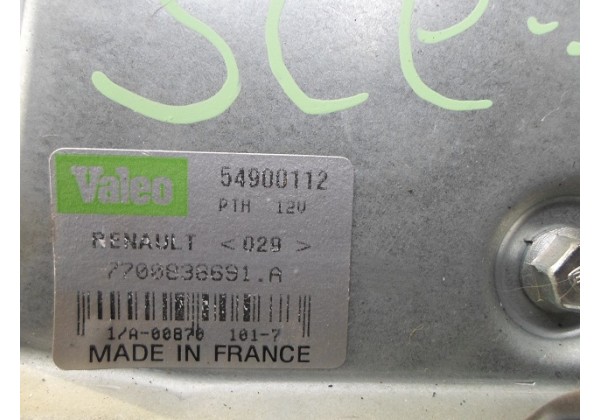 SCE
Valeo 54900112
PTH 12V
RENAULT <029>
7700838691.A
1/A-00870 101-7
MADE IN FRANCE